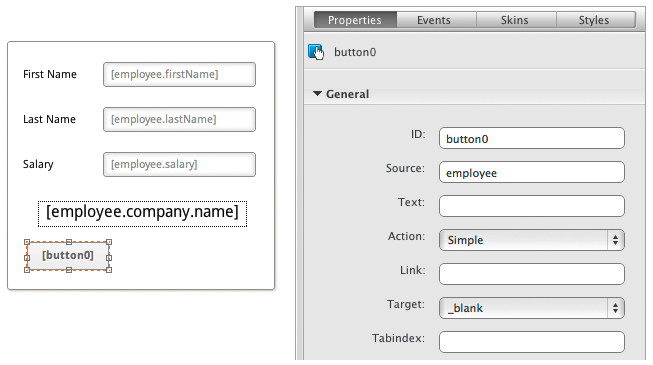 First Name [employee.firstName]
Last Name [employee.lastName]
Salary [employee.salary]
[employee.company.name]
[button0]
Properties Events Skins Styles
button0
General
ID: button0
Source: employee
Text:
Action: Simple
Link:
Target: _blank
Tabindex: